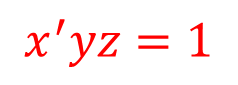 x'yz = 1